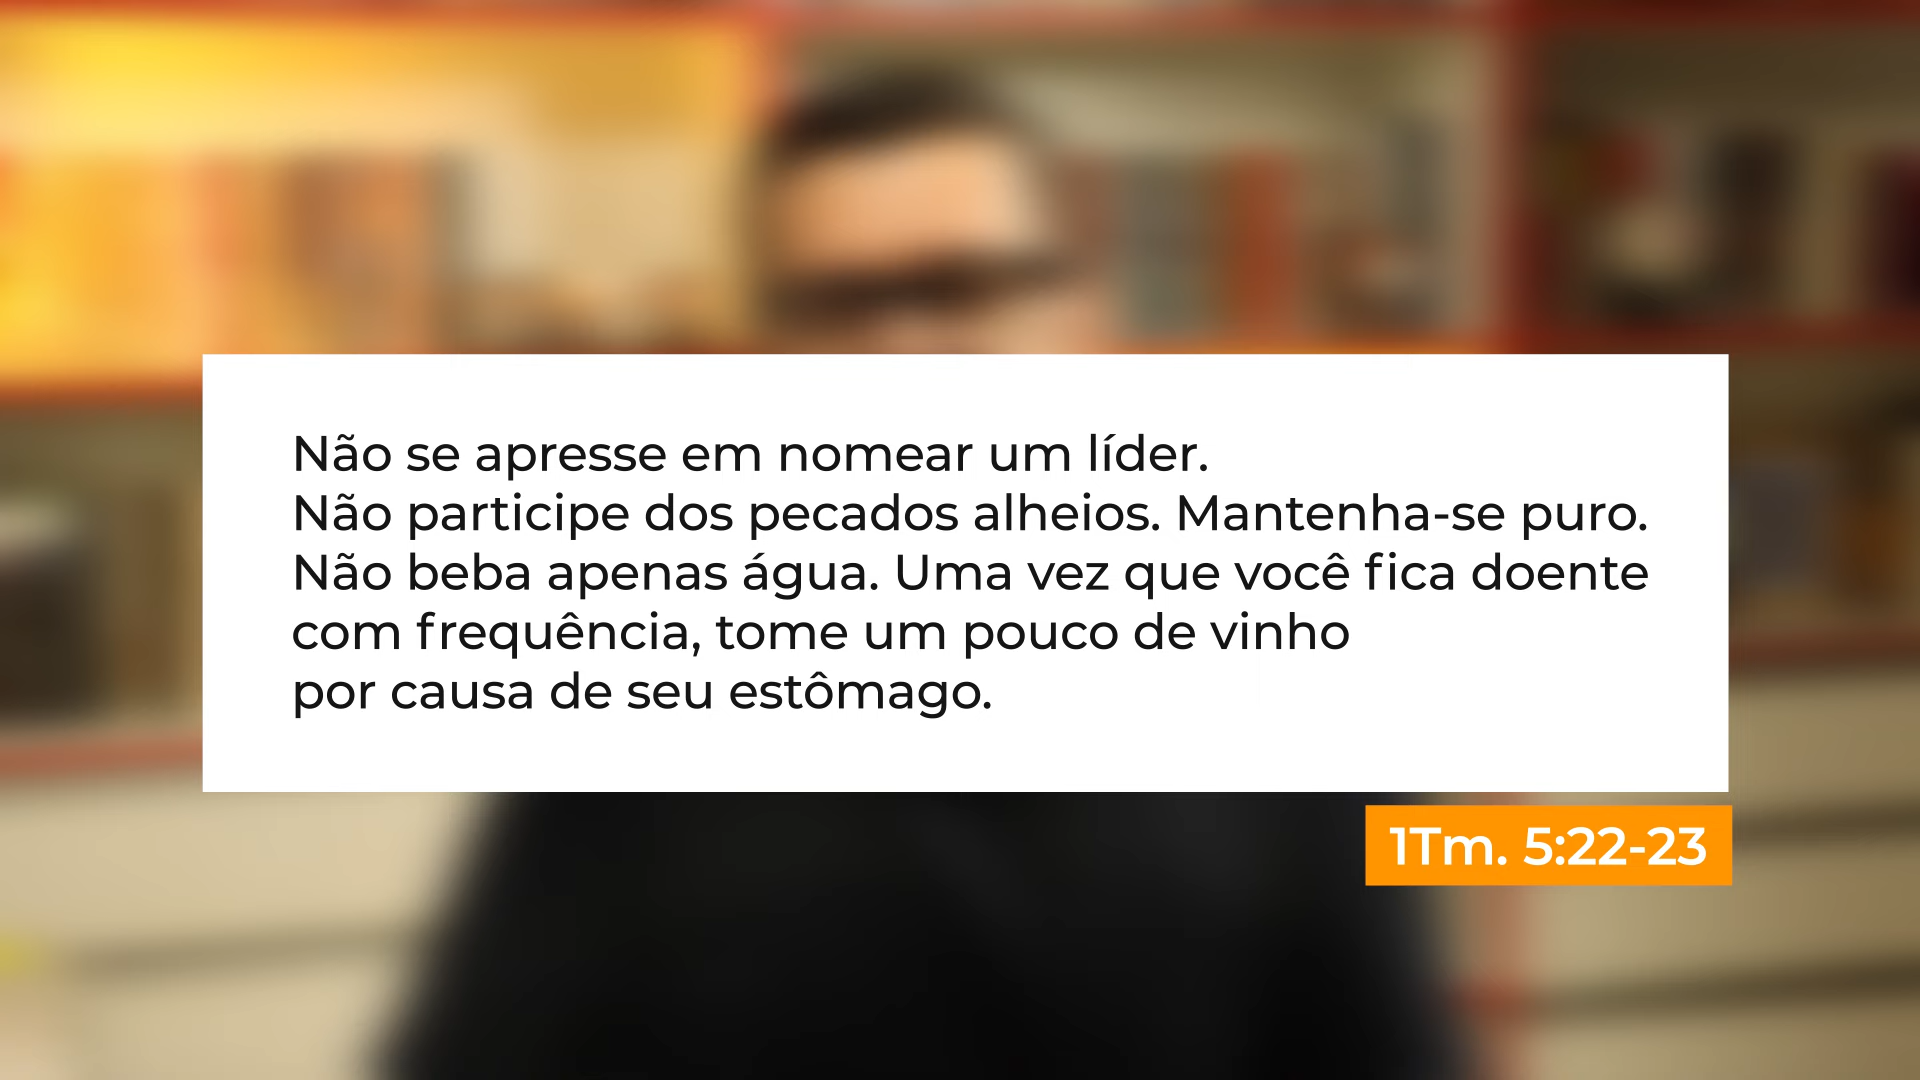 Não se apresse em nomear um líder.
Não participe dos pecados alheios. Mantenha-se puro.
Não beba apenas água. Uma vez que você fica doente
com frequência, tome um pouco de vinho
por causa de seu estômago.
1Tm. 5:22-23